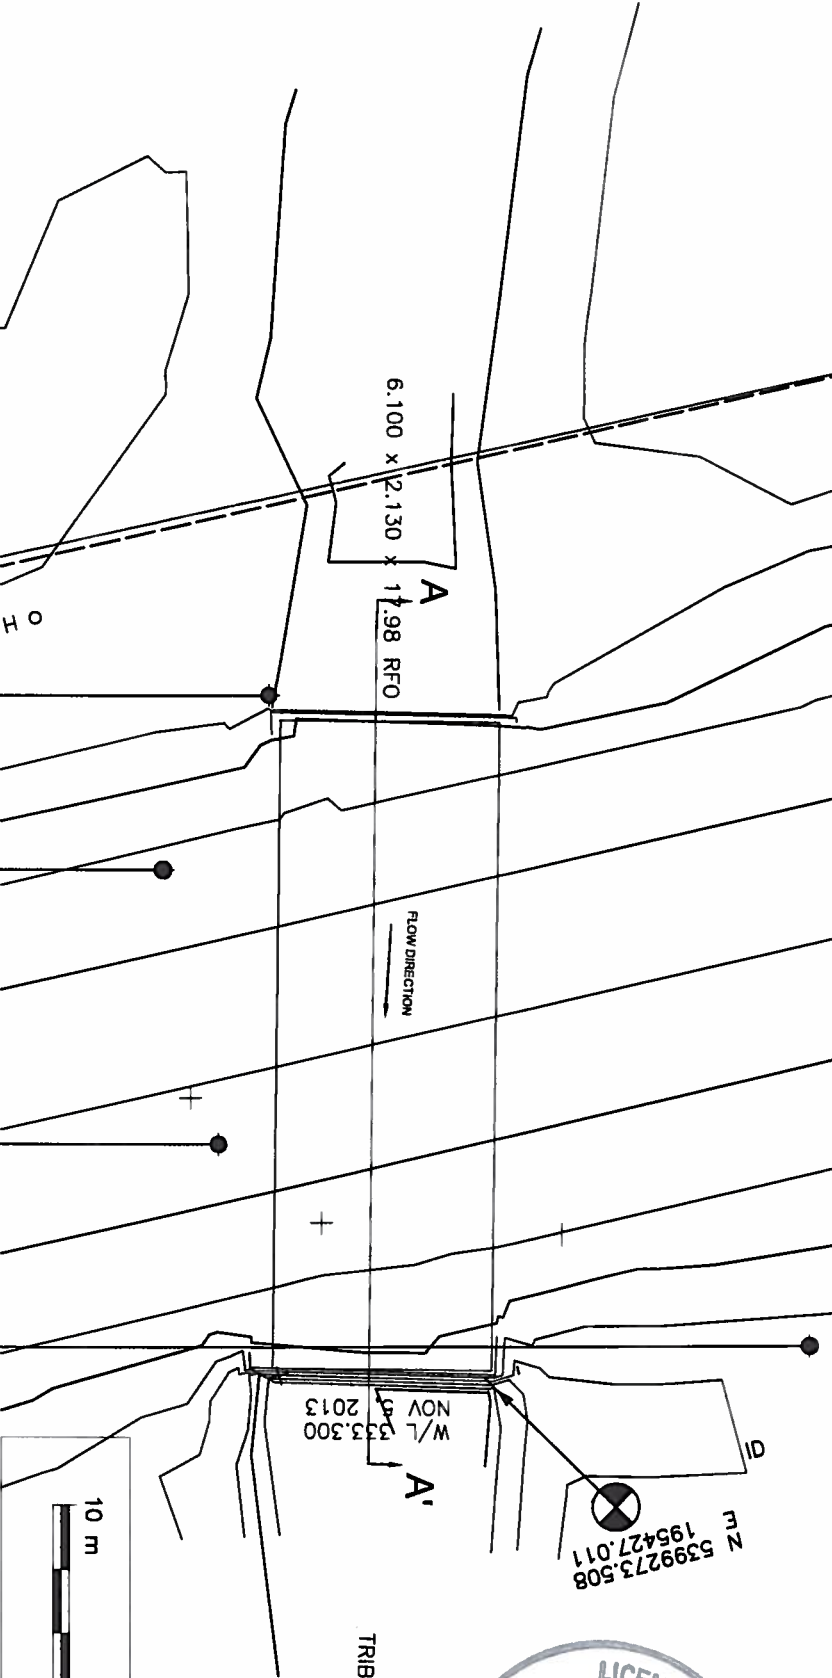 6.100 x 2.130 x 17.98 RFO
A
H O
FLOW DIRECTION
W/L 333.300
NOV 5, 2013
A'
ID
N 5399273.508
E 195427.011
10 m
TRIB
LICEN